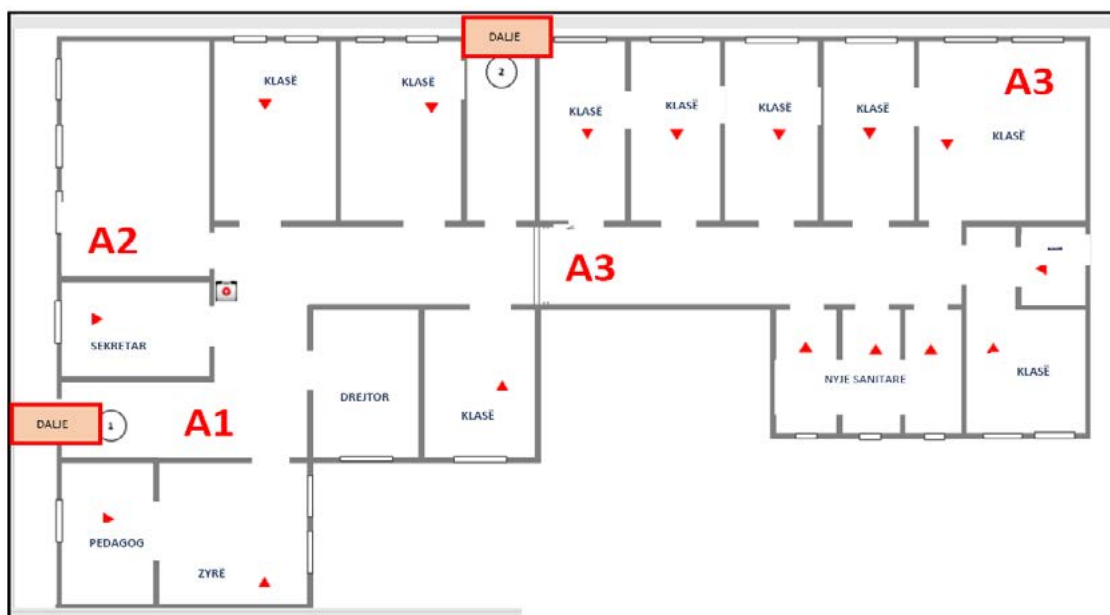 DALJE
2
KLASË
KLASË
KLASË
KLASË
KLASË
KLASË
A3
KLASË
A2
A3
SEKRETAR
DREJTOR
KLASË
NYJE SANITARE
KLASË
DALJE
1
A1
PEDAGOG
ZYRË